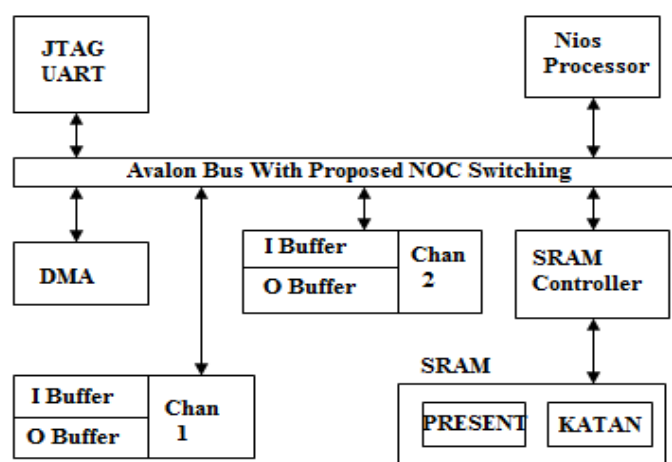 JTAG
UART
Nios
Processor
Avalon Bus With Proposed NOC Switching
DMA
I Buffer
O Buffer
Chan
2
SRAM
Controller
I Buffer
O Buffer
Chan
1
SRAM
PRESENT
KATAN